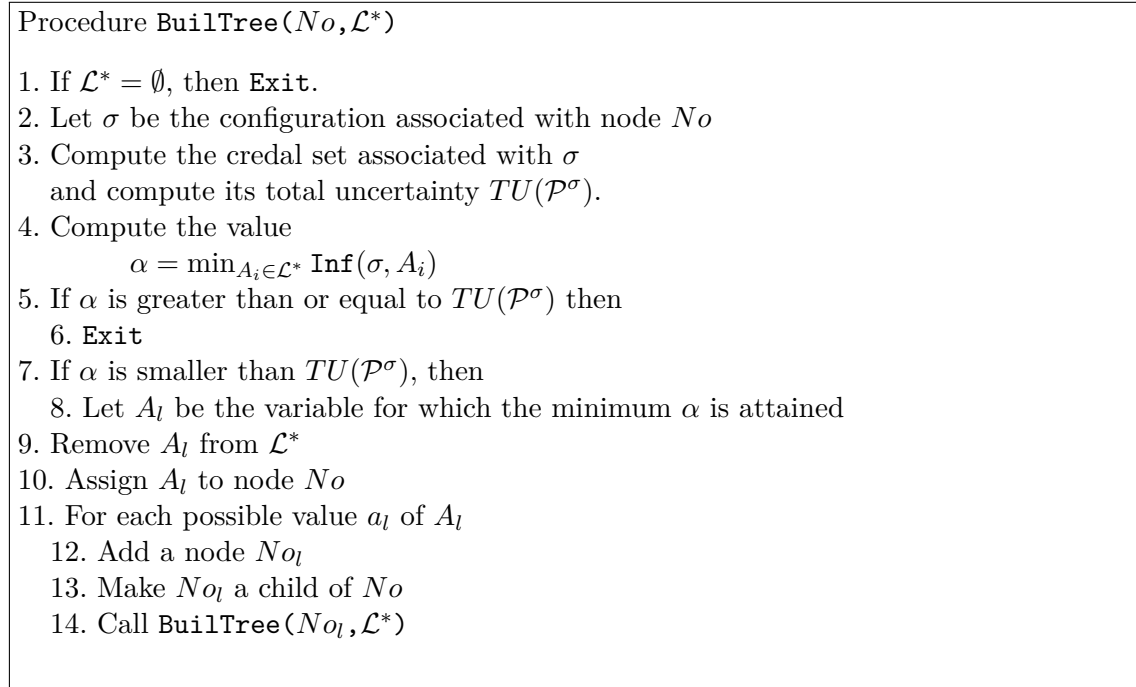 Procedure BuilTree(No,ℒ*)
1. If ℒ* = ∅, then Exit.
2. Let σ be the configuration associated with node No
3. Compute the credal set associated with σ
and compute its total uncertainty TU(𝒫^σ).
4. Compute the value
α = min_{A_i∈ℒ*} Inf(σ, A_i)
5. If α is greater than or equal to TU(𝒫^σ) then
6. Exit
7. If α is smaller than TU(𝒫^σ), then
8. Let A_l be the variable for which the minimum α is attained
9. Remove A_l from ℒ*
10. Assign A_l to node No
11. For each possible value a_l of A_l
12. Add a node No_l
13. Make No_l a child of No
14. Call BuilTree(No_l,ℒ*)